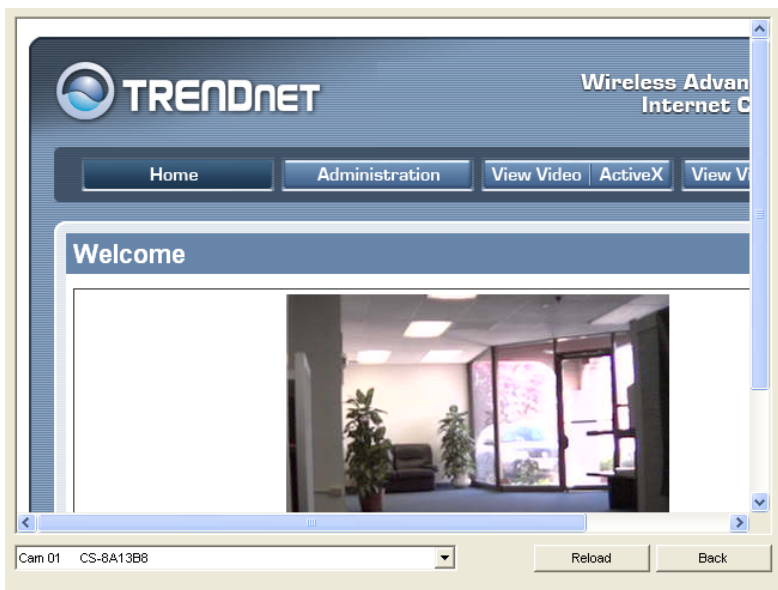 TRENDNET
Wireless Advan
Internet C
Home
Administration
View Video
ActiveX
View Vi
Welcome
Cam 01 CS-8A13B8
Reload
Back